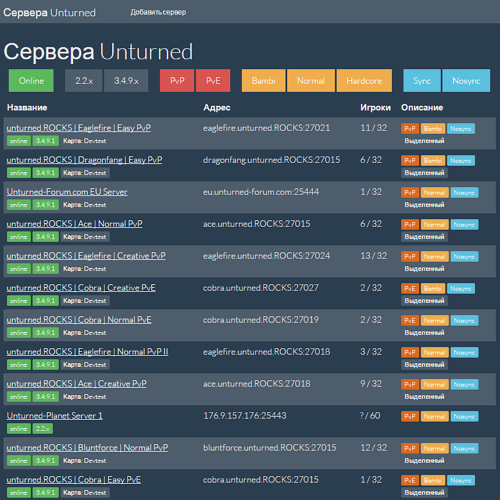 Сервера Unturned Добавить сервер
Сервера Unturned
Online 2.2.x 3.4.9.x PvP PvE Bambi Normal Hardcore Sync Nosync
Название Адрес Игроки Описание
unturned.ROCKS | Eaglefire | Easy PvP eaglefire.unturned.ROCKS:27021 11 / 32 PvP Bambi Nosync
online 3.4.9.1 Карта: Devtest Выделенный
unturned.ROCKS | Dragonfang | Easy PvP dragonfang.unturned.ROCKS:27015 6 / 32 PvP Bambi Nosync
online 3.4.9.1 Карта: Devtest Выделенный
Unturned-Forum.com EU Server eu.unturned-forum.com:25444 1 / 32 PvP Normal Nosync
online 3.4.9.1 Карта: Devtest Выделенный
unturned.ROCKS | Ace | Normal PvP ace.unturned.ROCKS:27015 6 / 32 PvP Normal Nosync
online 3.4.9.1 Карта: Devtest Выделенный
unturned.ROCKS | Eaglefire | Creative PvP eaglefire.unturned.ROCKS:27024 13 / 32 PvP Normal Nosync
online 3.4.9.1 Карта: Devtest Выделенный
unturned.ROCKS | Cobra | Creative PvE cobra.unturned.ROCKS:27027 2 / 32 PvE Bambi Nosync
online 3.4.9.1 Карта: Devtest Выделенный
unturned.ROCKS | Cobra | Normal PvE cobra.unturned.ROCKS:27019 2 / 32 PvE Normal Nosync
online 3.4.9.1 Карта: Devtest Выделенный
unturned.ROCKS | Eaglefire | Normal PvP II eaglefire.unturned.ROCKS:27018 3 / 32 PvP Normal Nosync
online 3.4.9.1 Карта: Devtest Выделенный
unturned.ROCKS | Ace | Creative PvP ace.unturned.ROCKS:27018 9 / 32 PvP Normal Nosync
online 3.4.9.1 Карта: Devtest Выделенный
Unturned-Planet Server 1 176.9.157.176:25443 ? / 60 PvP Normal Nosync
online 2.2.x
unturned.ROCKS | Bluntforce | Normal PvP bluntforce.unturned.ROCKS:27015 12 / 32 PvP Normal Nosync
online 3.4.9.1 Карта: Devtest Выделенный
unturned.ROCKS | Cobra | Easy PvE cobra.unturned.ROCKS:27015 1 / 32 PvE Bambi Nosync
online 3.4.9.1 Карта: Devtest Выделенный